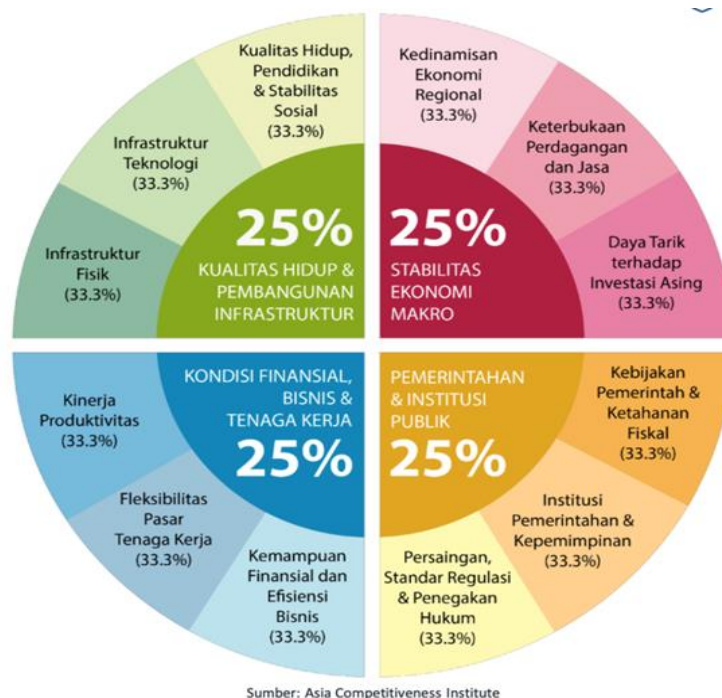 Kualitas Hidup,
Pendidikan
& Stabilitas
Sosial
(33.3%)
Kedinamisan
Ekonomi
Regional
(33.3%)
Infrastruktur
Teknologi
(33.3%)
Keterbukaan
Perdagangan
dan Jasa
(33.3%)
Infrastruktur
Fisik
(33.3%)
25%
KUALITAS HIDUP &
PEMBANGUNAN
INFRASTRUKTUR
25%
STABILITAS
EKONOMI
MAKRO
Daya Tarik
terhadap
Investasi Asing
(33.3%)
Kinerja
Produktivitas
(33.3%)
KONDISI FINANSIAL,
BISNIS &
TENAGA KERJA
25%
PEMERINTAHAN
& INSTITUSI
PUBLIK
25%
Kebijakan
Pemerintah &
Ketahanan
Fiskal
(33.3%)
Fleksibilitas
Pasar
Tenaga Kerja
(33.3%)
Institusi
Pemerintahan &
Kepemimpinan
(33.3%)
Kemampuan
Finansial dan
Efisiensi
Bisnis
(33.3%)
Persaingan,
Standar Regulasi
& Penegakan
Hukum
(33.3%)
Sumber: Asia Competitiveness Institute